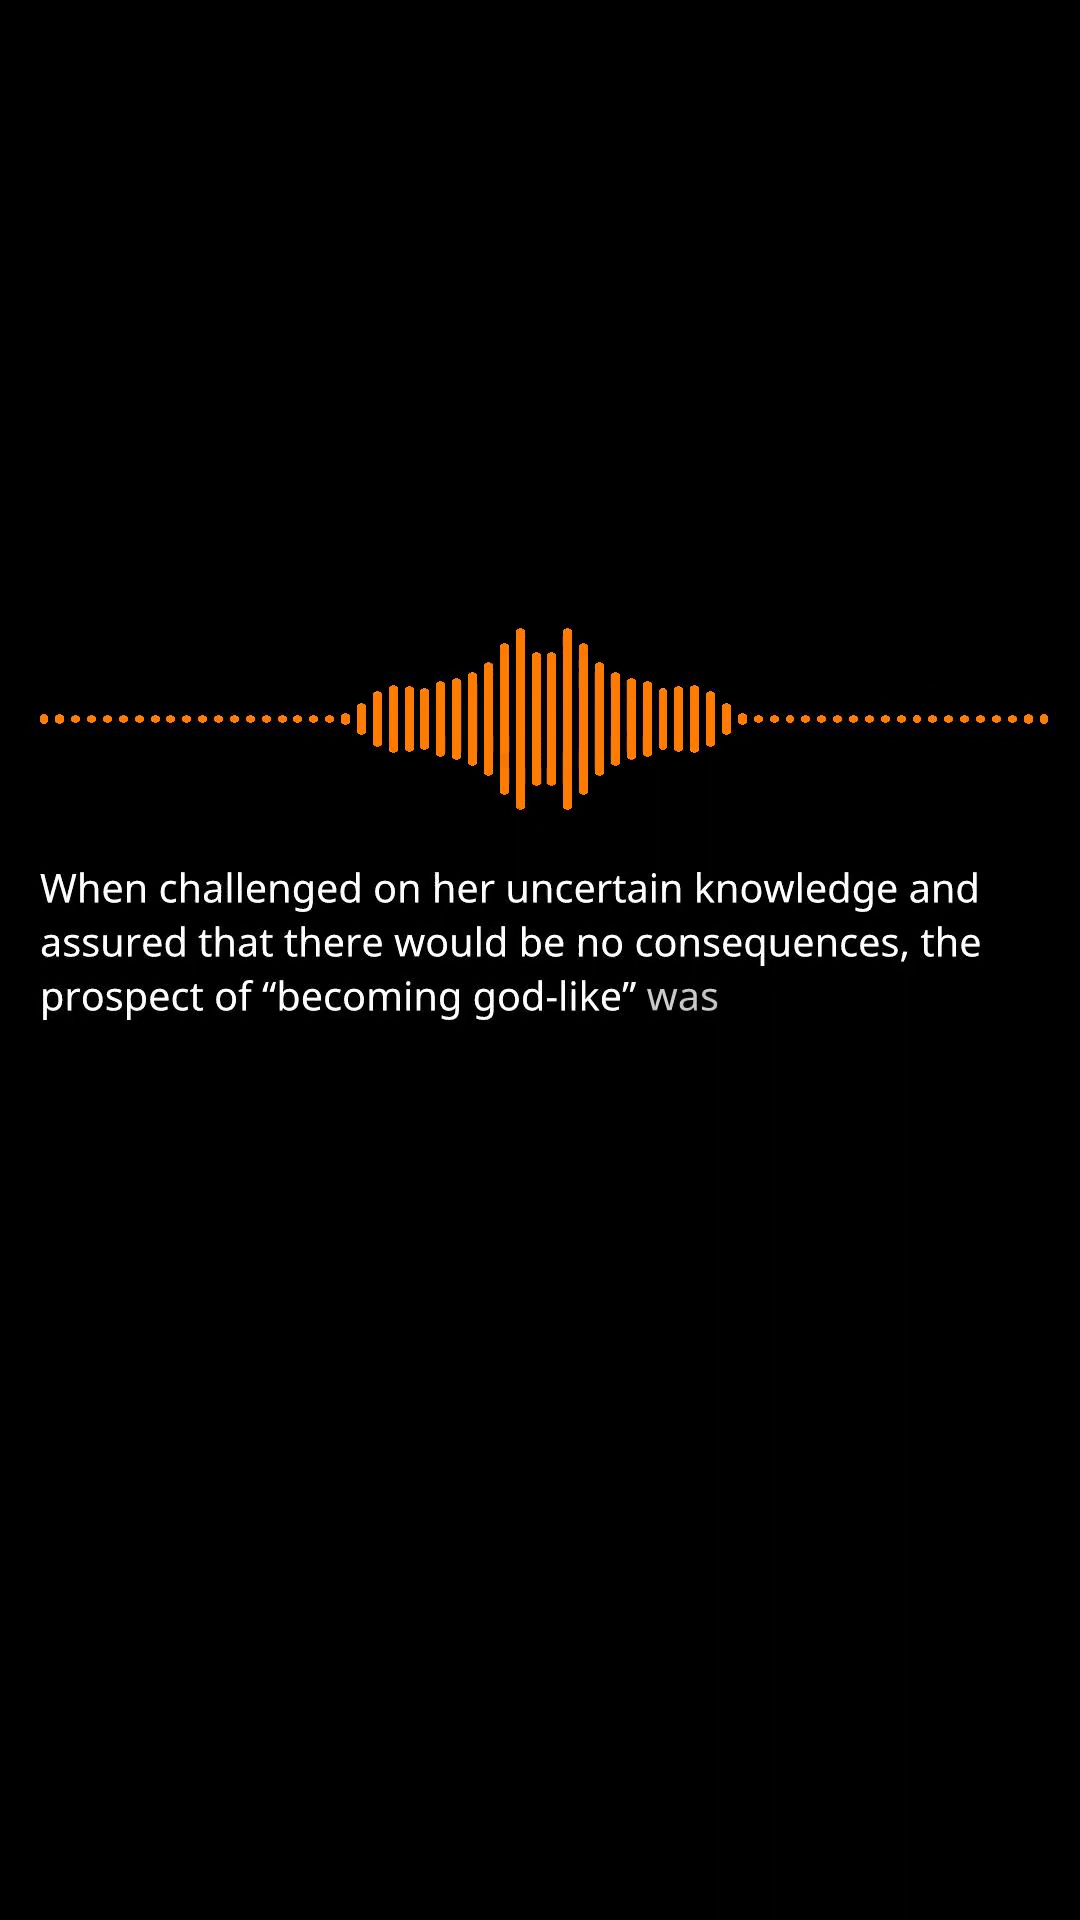 When challenged on her uncertain knowledge and
assured that there would be no consequences, the
prospect of “becoming god-like” was